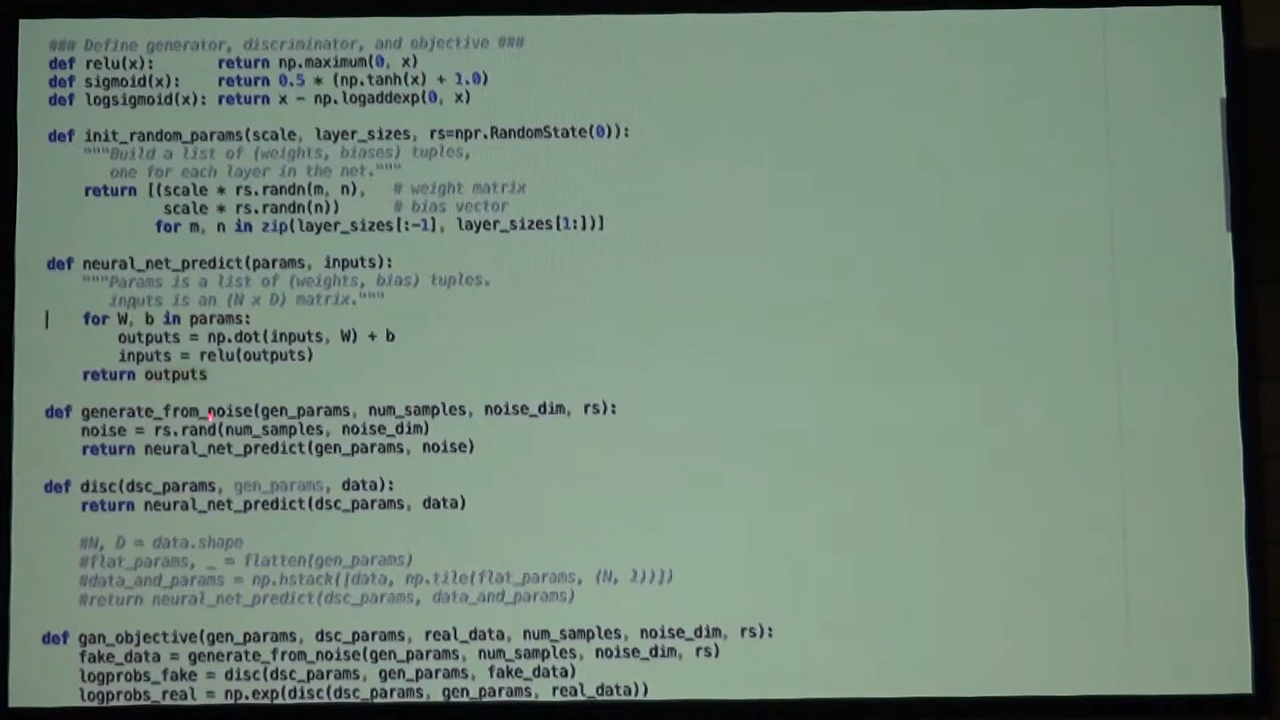 ### Define generator, discriminator, and objective ###
def relu(x):       return np.maximum(0, x)
def sigmoid(x):    return 0.5 * (np.tanh(x) + 1.0)
def logsigmoid(x): return x - np.logaddexp(0, x)
def init_random_params(scale, layer_sizes, rs=npr.RandomState(0)):
    """Build a list of (weights, biases) tuples,
       one for each layer in the net."""
    return [(scale * rs.randn(m, n),   # weight matrix
             scale * rs.randn(n))      # bias vector
            for m, n in zip(layer_sizes[:-1], layer_sizes[1:])]
def neural_net_predict(params, inputs):
    """Params is a list of (weights, bias) tuples.
       inputs is an (N x D) matrix."""
    for W, b in params:
        outputs = np.dot(inputs, W) + b
        inputs = relu(outputs)
    return outputs
def generate_from_noise(gen_params, num_samples, noise_dim, rs):
    noise = rs.rand(num_samples, noise_dim)
    return neural_net_predict(gen_params, noise)
def disc(dsc_params, gen_params, data):
    return neural_net_predict(dsc_params, data)
    #N, D = data.shape
    #flat_params, _ = flatten(gen_params)
    #data_and_params = np.hstack([data, np.tile(flat_params, (N, 1))])
    #return neural_net_predict(dsc_params, data_and_params)
def gan_objective(gen_params, dsc_params, real_data, num_samples, noise_dim, rs):
    fake_data = generate_from_noise(gen_params, num_samples, noise_dim, rs)
    logprobs_fake = disc(dsc_params, gen_params, fake_data)
    logprobs_real = np.exp(disc(dsc_params, gen_params, real_data))